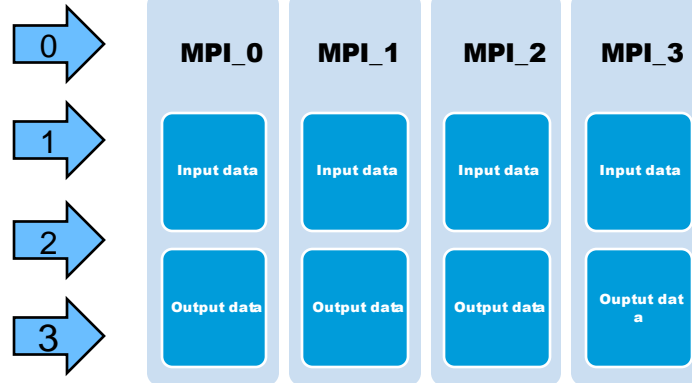 0
MPI_0
MPI_1
MPI_2
MPI_3
1
Input data
Input data
Input data
Input data
2
Output data
Output data
Output data
Ouptut dat
a
3